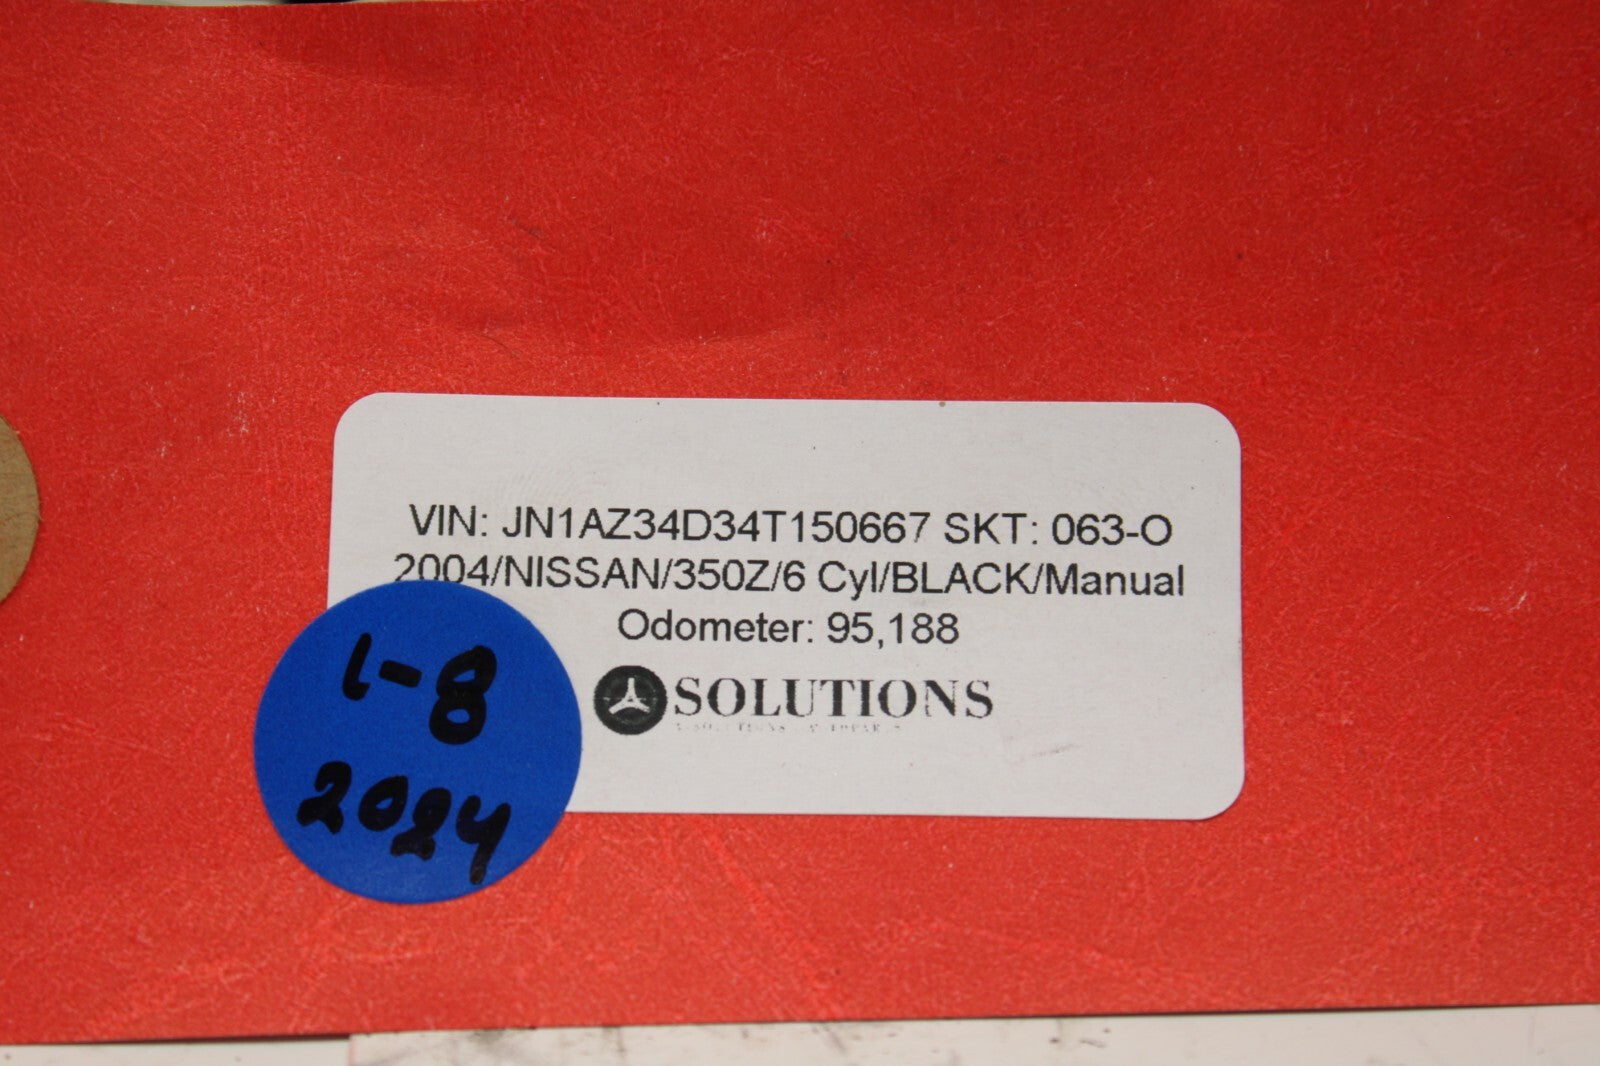 VIN: JN1AZ34D34T150667 SKT: 063-O
2004/NISSAN/350Z/6 Cyl/BLACK/Manual
Odometer: 95,188
SOLUTIONS
1-8
2024